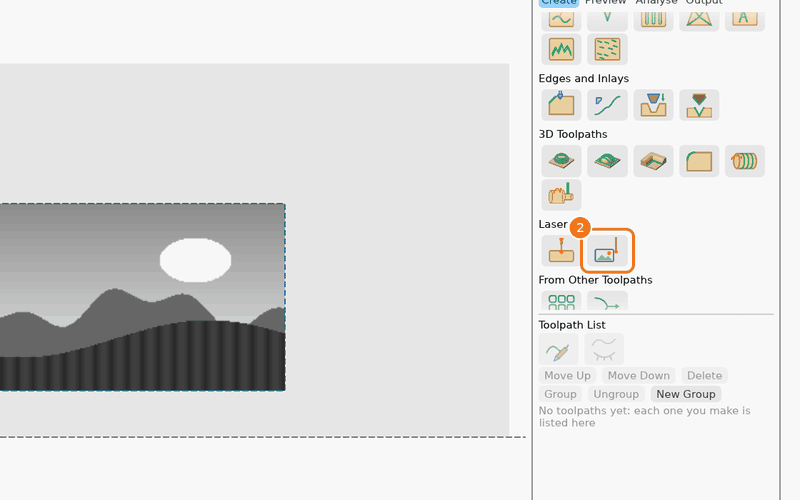 Create Preview Analyse Output
Edges and Inlays
3D Toolpaths
Laser
2
From Other Toolpaths
Toolpath List
Move Up Move Down Delete
Group Ungroup New Group
No toolpaths yet: each one you make is
listed here